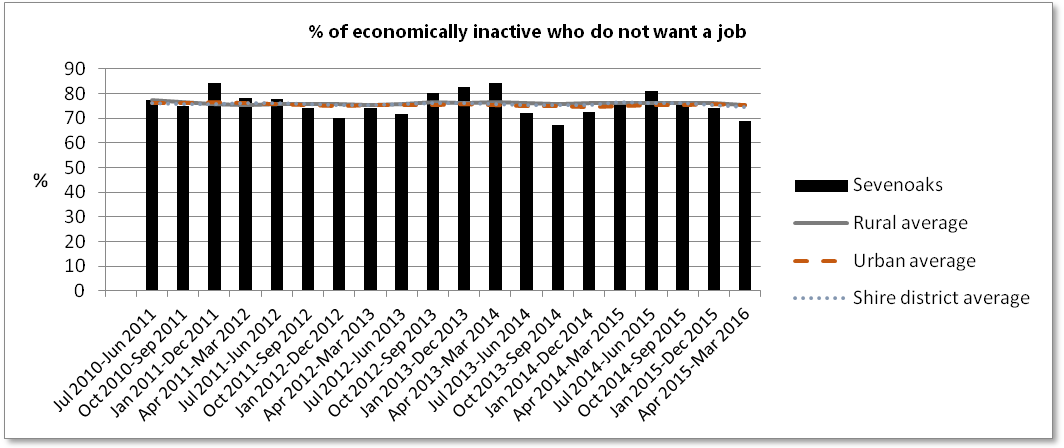 % of economically inactive who do not want a job
90
80
70
60
50
40
30
20
10
0
%
Jul 2010-Jun 2011
Oct 2010-Sep 2011
Jan 2011-Dec 2011
Apr 2011-Mar 2012
Jul 2011-Jun 2012
Oct 2011-Sep 2012
Jan 2012-Dec 2012
Apr 2012-Mar 2013
Jul 2012-Jun 2013
Oct 2012-Sep 2013
Jan 2013-Dec 2013
Apr 2013-Mar 2014
Jul 2013-Jun 2014
Oct 2013-Sep 2014
Jan 2014-Dec 2014
Apr 2014-Mar 2015
Jul 2014-Jun 2015
Oct 2014-Sep 2015
Jan 2015-Dec 2015
Apr 2015-Mar 2016
Sevenoaks
Rural average
Urban average
Shire district average